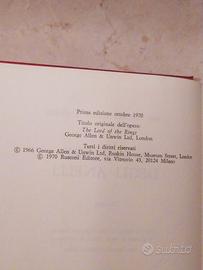 Prima edizione ottobre 1970
Titolo originale dell'opera:
The Lord of the Rings
George Allen & Unwin Ltd, London
Tutti i diritti riservati
© 1966 George Allen & Unwin Ltd, Ruskin House, Museum Street, London
© 1970 Rusconi Editore, via Vitruvio 43, 20124 Milano
subito